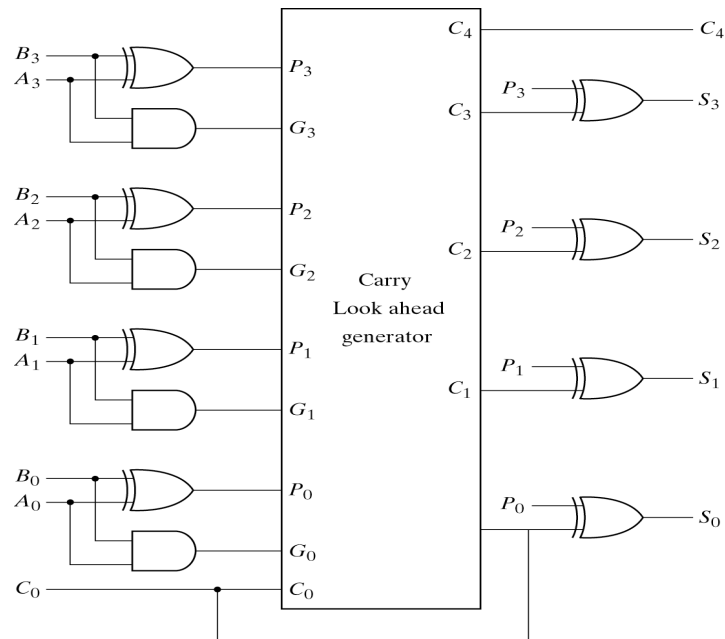 B₃
A₃
P₃
G₃
B₂
A₂
P₂
G₂
B₁
A₁
P₁
G₁
B₀
A₀
P₀
G₀
C₀
C₀
Carry
Look ahead
generator
C₄
C₄
P₃
C₃
S₃
P₂
C₂
S₂
P₁
C₁
S₁
P₀
S₀